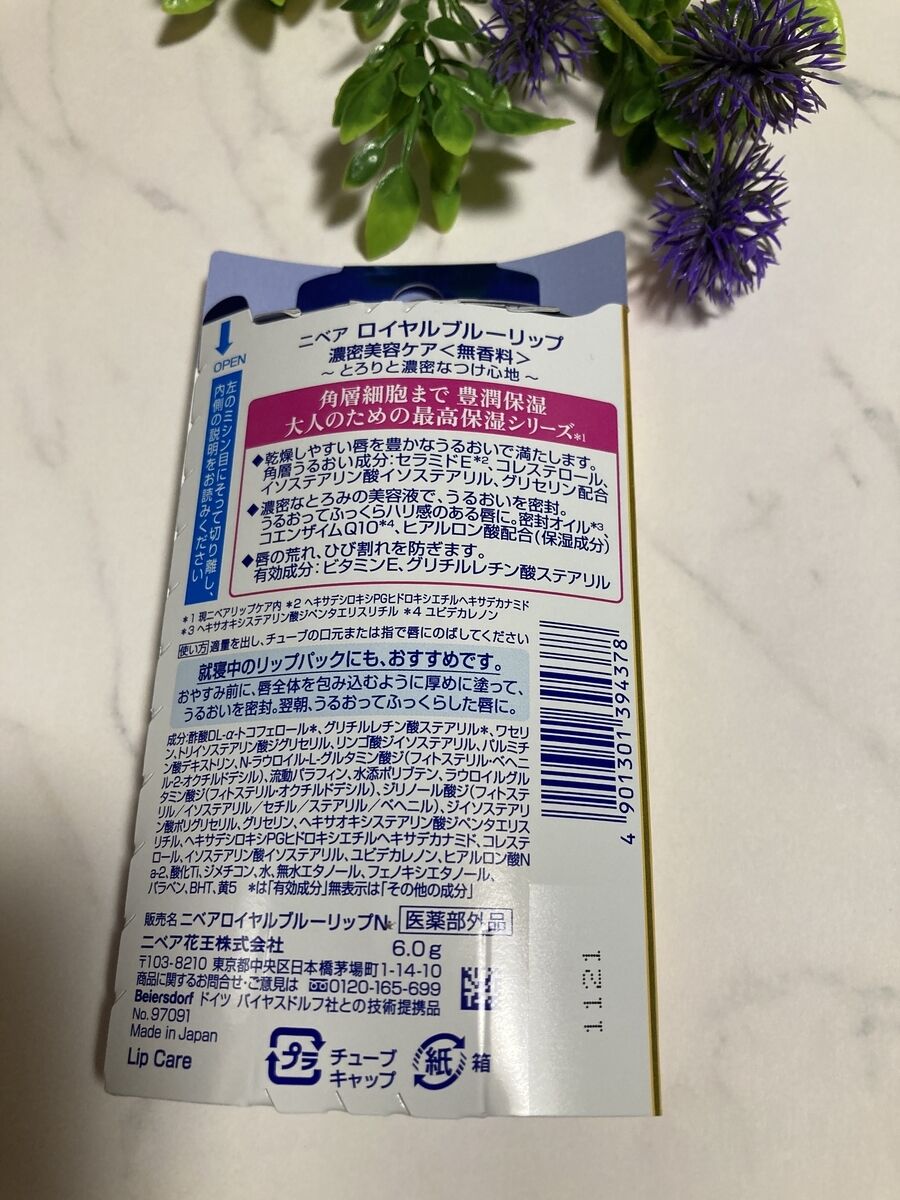 OPEN
左のミシン目にそって切り離し、
内側の説明をお読みください
ニベア ロイヤルブルーリップ
濃密美容ケア<無香料>
～とろりと濃密なつけ心地～
角層細胞まで 豊潤保湿
大人のための最高保湿シリーズ*1
◆乾燥しやすい唇を豊かなうるおいで満たします。
角層うるおい成分:セラミドE*2、コレステロール、
イソステアリン酸イソステアリル、グリセリン配合
◆濃密なとろみの美容液で、うるおいを密封。
うるおってふっくらハリ感のある唇に。密封オイル*3、
コエンザイムQ10*4、ヒアルロン酸配合(保湿成分)
◆唇の荒れ、ひび割れを防ぎます。
有効成分:ビタミンE、グリチルレチン酸ステアリル
*1 現ニベアリップケア内 *2 ヘキサデシロキシPGヒドロキシエチルヘキサデカナミド
*3 ヘキサオキシステアリン酸ジペンタエリスリチル *4 ユビデカレノン
使い方 適量を出し、チューブの口元または指で唇にのばしてください
就寝中のリップパックにも、おすすめです。
おやすみ前に、唇全体を包み込むように厚めに塗って、
うるおいを密封。翌朝、うるおってふっくらした唇に。
成分:酢酸DL-α-トコフェロール*、グリチルレチン酸ステアリル*、ワセリ
ン、トリイソステアリン酸ジグリセリル、リンゴ酸ジイソステアリル、パルミチ
ン酸デキストリン、N-ラウロイル-L-グルタミン酸ジ(フィトステリル・ベヘニ
ル・2-オクチルドデシル)、流動パラフィン、水添ポリブテン、ラウロイルグル
タミン酸ジ(フィトステリル・オクチルドデシル)、ジリノール酸ジ(フィトステ
リル/イソステアリル/セチル/ステアリル/ベヘニル)、ジイソステアリ
ン酸ポリグリセリル、グリセリン、ヘキサオキシステアリン酸ジペンタエリス
リチル、ヘキサデシロキシPGヒドロキシエチルヘキサデカナミド、コレステ
ロール、イソステアリン酸イソステアリル、ユビデカレノン、ヒアルロン酸N
a-2、酸化Ti、ジメチコン、水、無水エタノール、フェノキシエタノール、
パラベン、BHT、黄5 *は「有効成分」無表示は「その他の成分」
4 901301 394378
販売名 ニベアロイヤルブルーリップN* 医薬部外品
ニベア花王株式会社 6.0g
〒103-8210 東京都中央区日本橋茅場町1-14-10
商品に関するお問合せ・ご意見は 0120-165-699
Beiersdorf ドイツ バイヤスドルフ社との技術提携品
No. 97091
Made in Japan
Lip Care
プラ チューブ
キャップ
紙 箱
1121